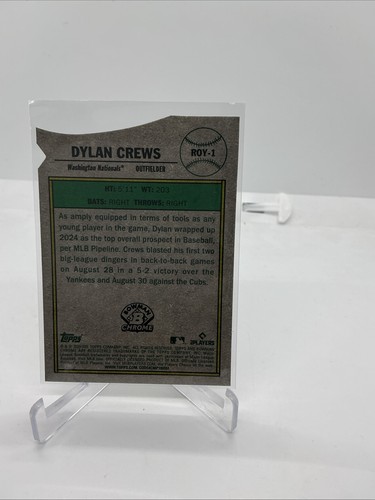 DYLAN CREWS
ROY-1
Washington Nationals® OUTFIELDER
HT: 5' 11" WT: 203
BATS: RIGHT THROWS: RIGHT
As amply equipped in terms of tools as any
young player in the game, Dylan wrapped up
2024 as the top overall prospect in Baseball,
per MLB Pipeline. Crews blasted his first two
big-league dingers in back-to-back games
on August 28 in a 5-2 victory over the
Yankees and August 30 against the Cubs.
BOWMAN
B
CHROME
TOPPS
PLAYERS